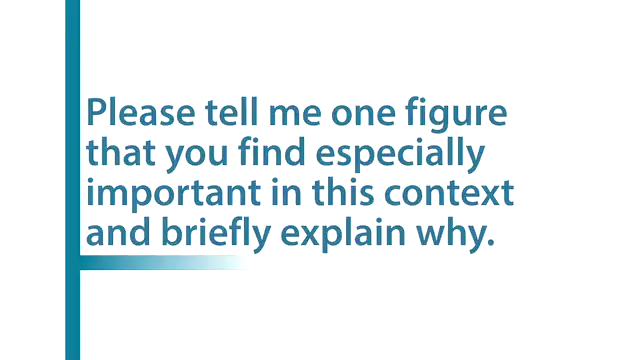 Please tell me one figure
that you find especially
important in this context
and briefly explain why.